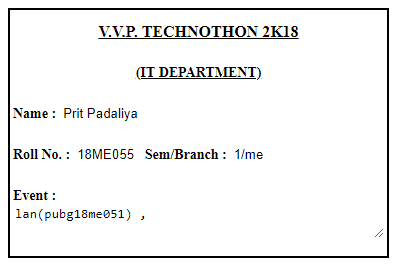 V.V.P. TECHNOTHON 2K18
(IT DEPARTMENT)
Name : Prit Padaliya
Roll No. : 18ME055 Sem/Branch : 1/me
Event :
lan(pubg18me051) ,